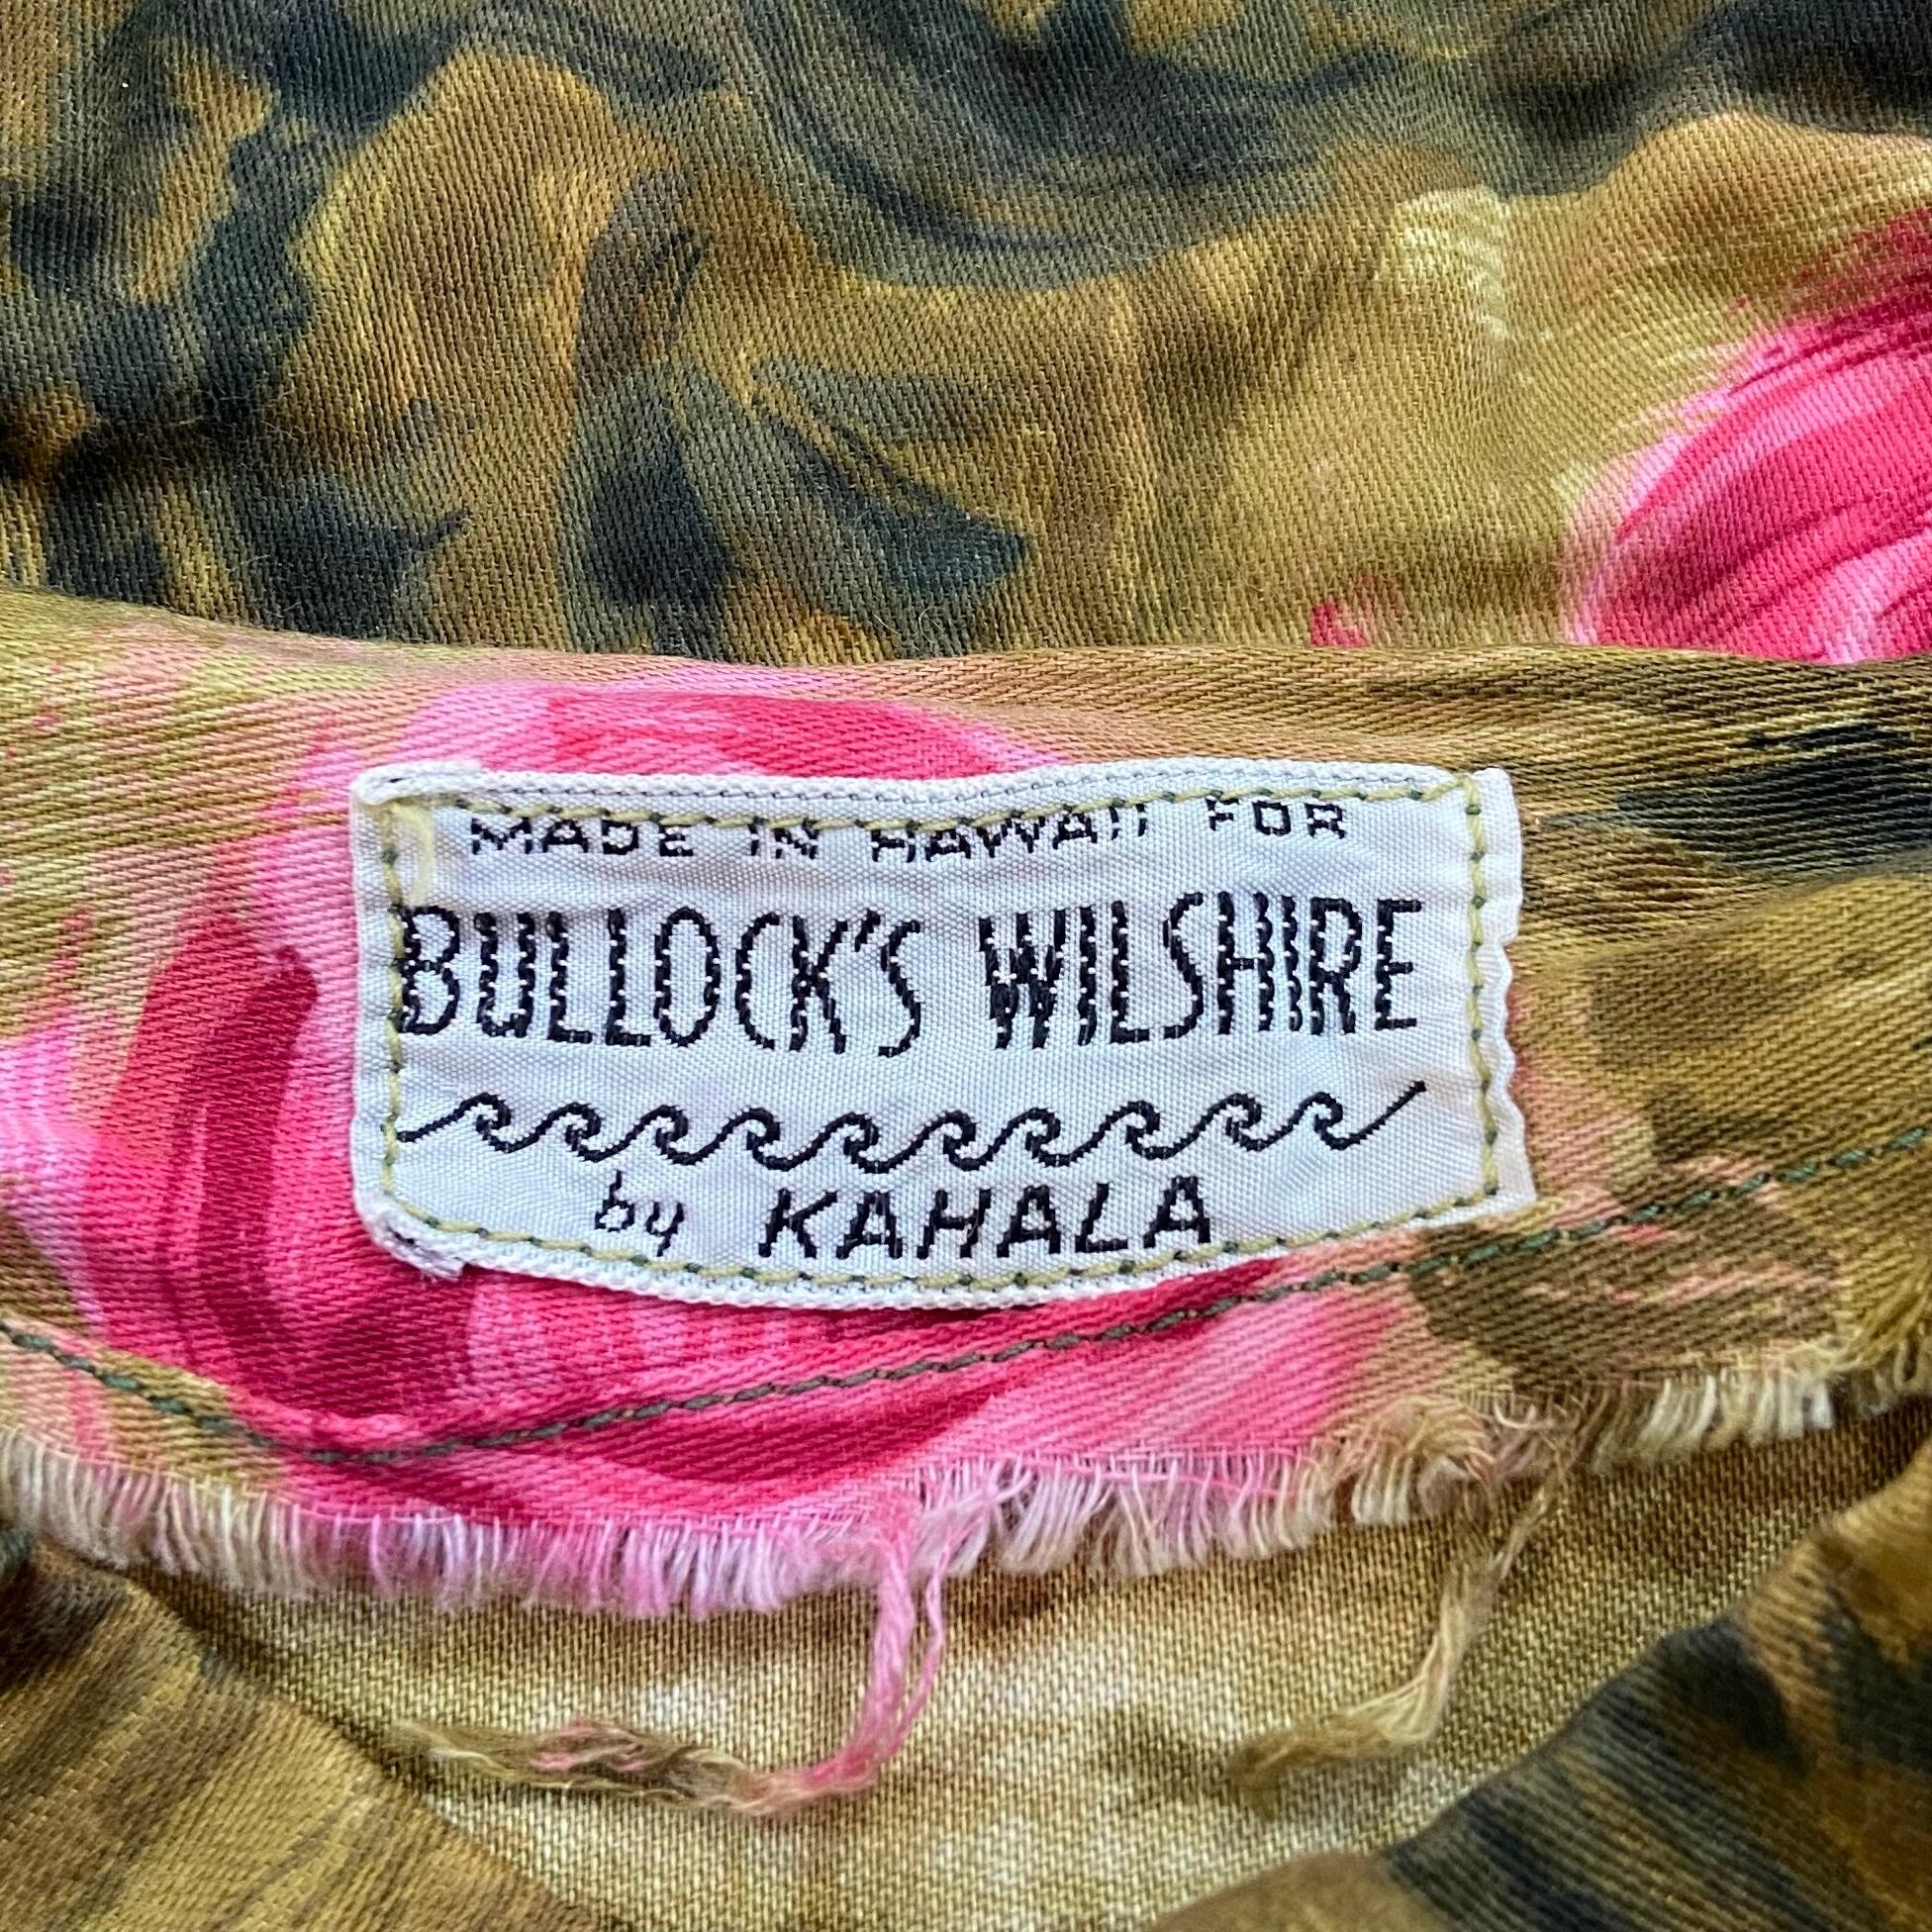 MADE IN HAWAII FOR
BULLOCK'S WILSHIRE
by KAHALA